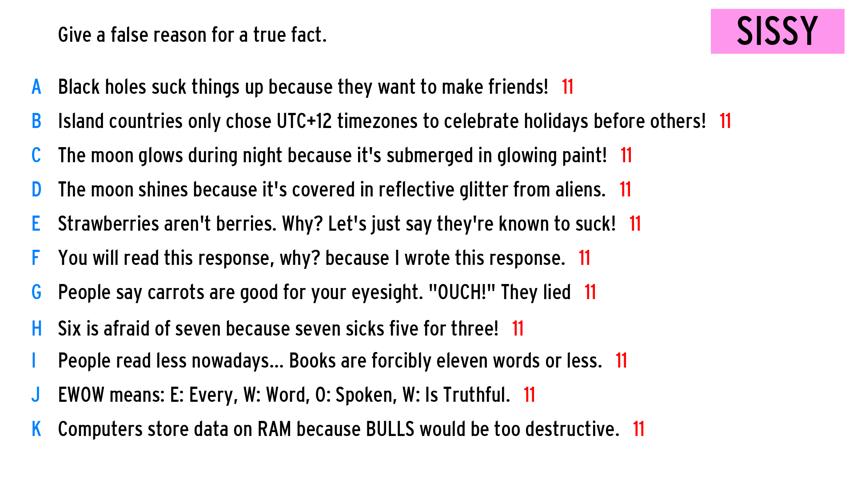 Give a false reason for a true fact.
SISSY
A Black holes suck things up because they want to make friends! 11
B Island countries only chose UTC+12 timezones to celebrate holidays before others! 11
C The moon glows during night because it's submerged in glowing paint! 11
D The moon shines because it's covered in reflective glitter from aliens. 11
E Strawberries aren't berries. Why? Let's just say they're known to suck! 11
F You will read this response, why? because I wrote this response. 11
G People say carrots are good for your eyesight. "OUCH!" They lied 11
H Six is afraid of seven because seven sicks five for three! 11
I People read less nowadays... Books are forcibly eleven words or less. 11
J EWOW means: E: Every, W: Word, O: Spoken, W: Is Truthful. 11
K Computers store data on RAM because BULLS would be too destructive. 11